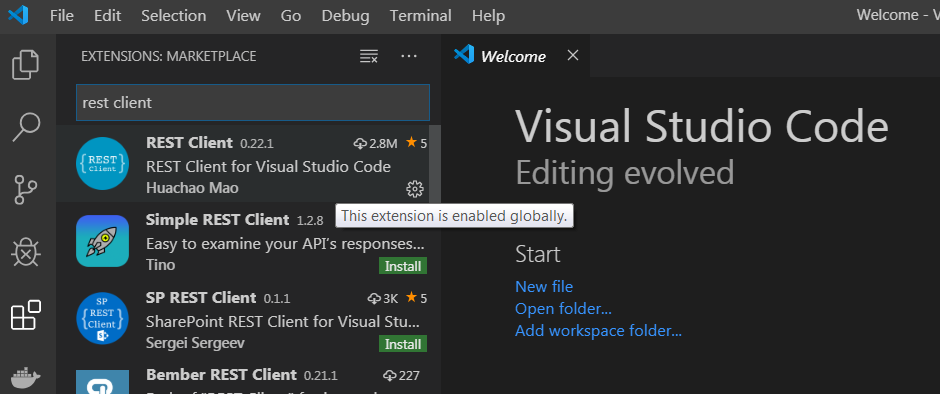 File Edit Selection View Go Debug Terminal Help Welcome - V
EXTENSIONS: MARKETPLACE
Welcome
rest client
{REST}
Client
REST Client 0.22.1 2.8M 5
REST Client for Visual Studio Code
Huachao Mao
This extension is enabled globally.
Simple REST Client 1.2.8
Easy to examine your API's responses...
Tino Install
SP
{REST}
Client
S
SP REST Client 0.1.1 3K 5
SharePoint REST Client for Visual Stu...
Sergei Sergeev Install
Bember REST Client 0.21.1 227
Visual Studio Code
Editing evolved
Start
New file
Open folder...
Add workspace folder...